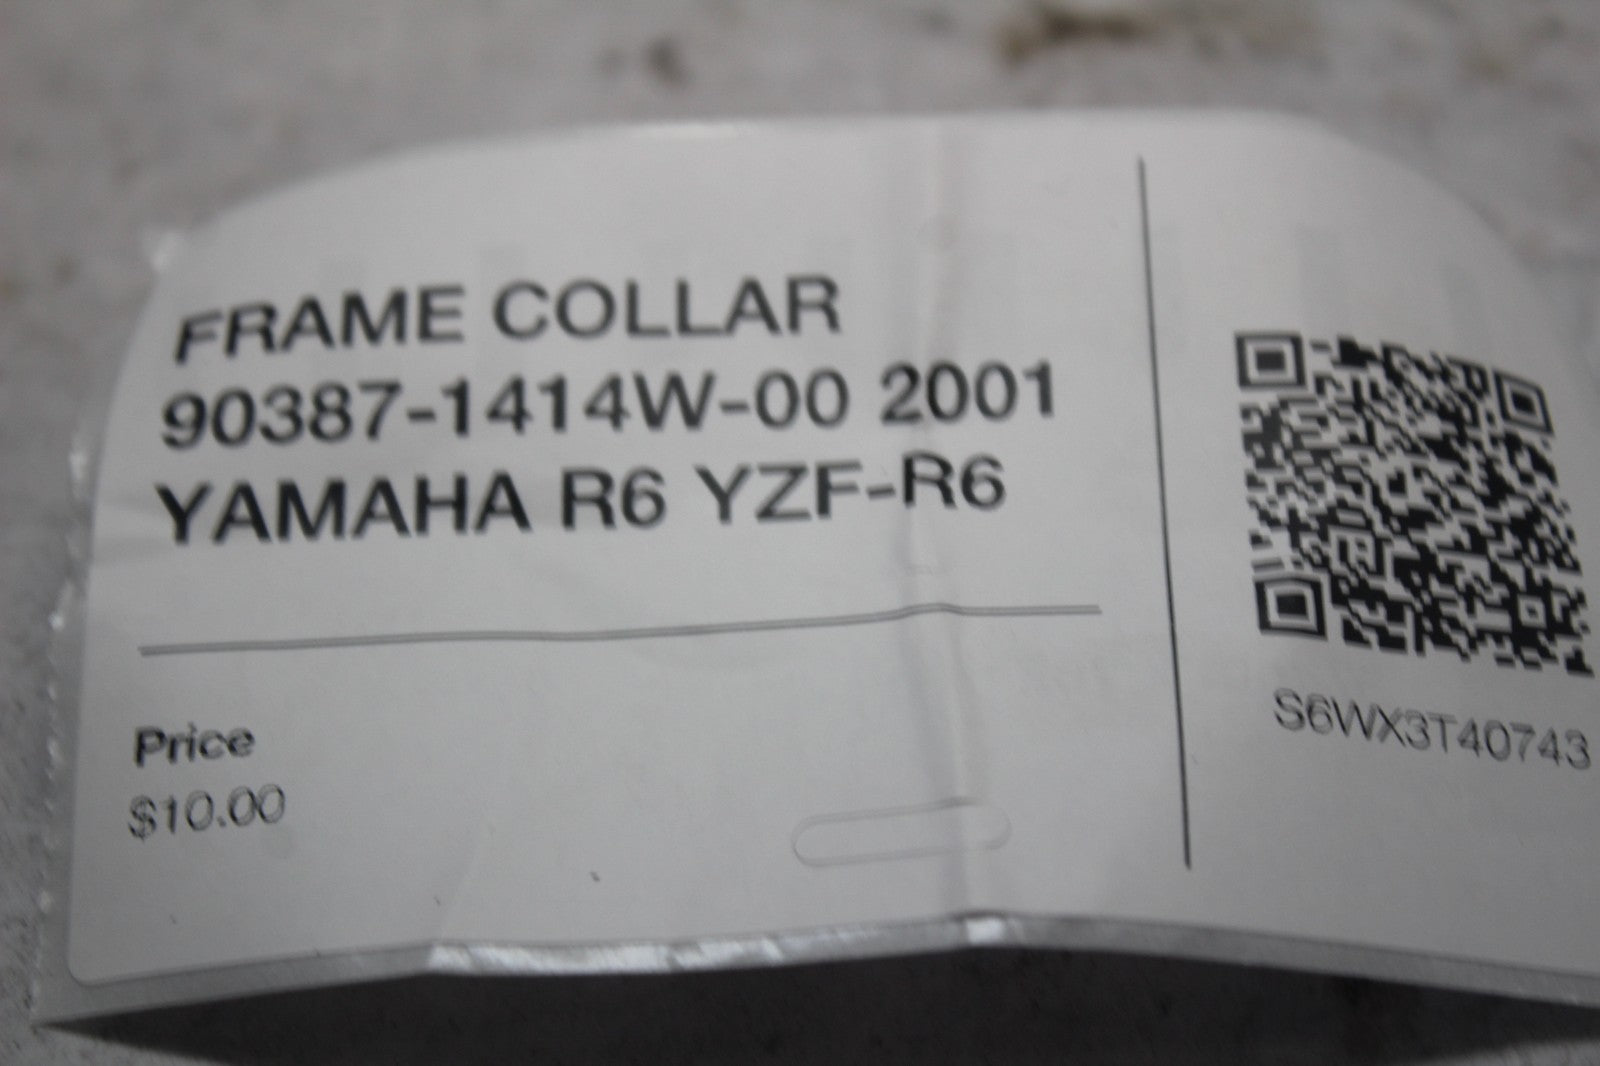 FRAME COLLAR
90387-1414W-00 2001
YAMAHA R6 YZF-R6
Price
$10.00
S6WX3T40743